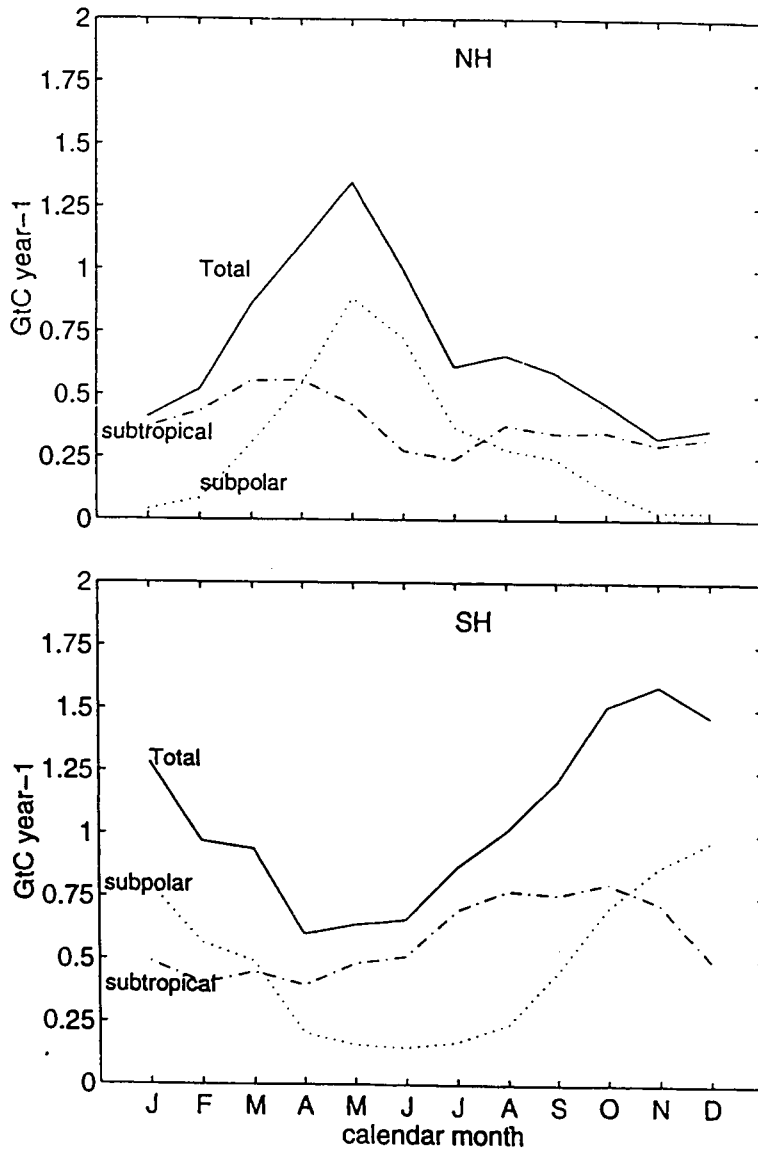 2
NH
1.75
1.5
1.25
Total
1
0.75
0.5
subtropical
0.25
subpolar
0
GtC year-1
2
SH
1.75
1.5
Total
1.25
1
subpolar
0.75
0.5
subtropical
0.25
0
GtC year-1
J F M A M J J A S O N D
calendar month